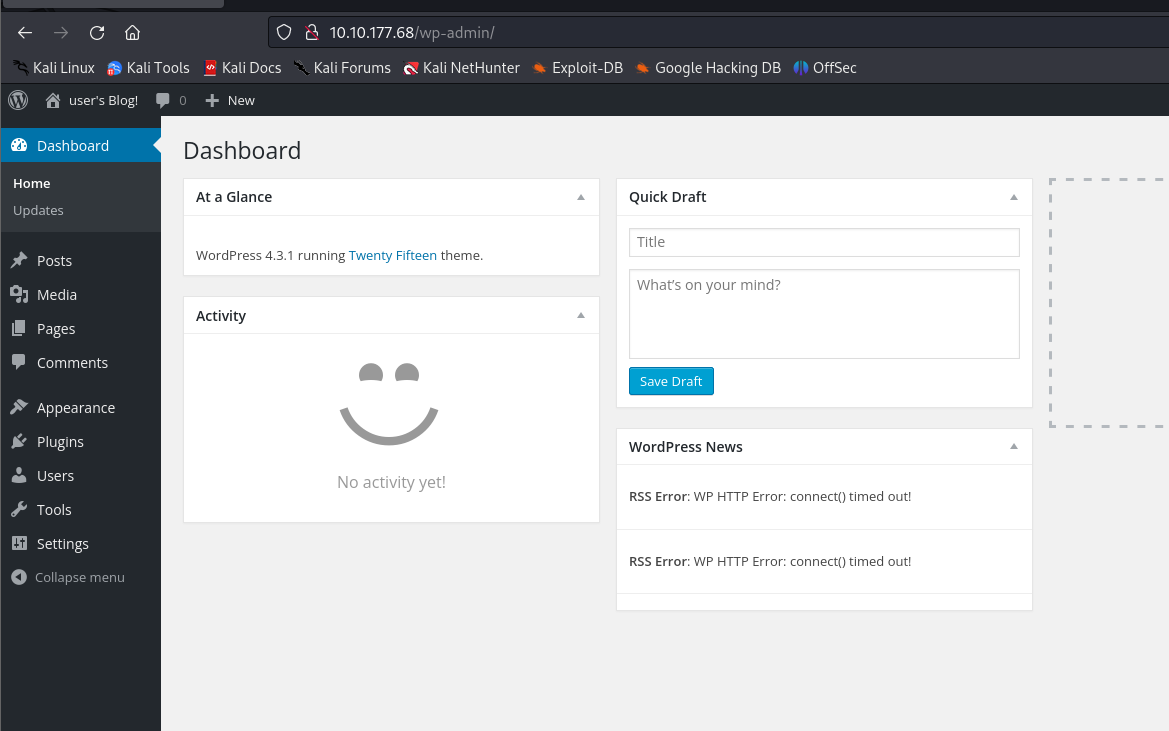 10.10.177.68/wp-admin/
Kali Linux Kali Tools Kali Docs Kali Forums Kali NetHunter Exploit-DB Google Hacking DB OffSec
user's Blog! 0 New
Dashboard
Home
Updates
Posts
Media
Pages
Comments
Appearance
Plugins
Users
Tools
Settings
Collapse menu
Dashboard
At a Glance
WordPress 4.3.1 running Twenty Fifteen theme.
Activity
No activity yet!
Quick Draft
Title
What's on your mind?
Save Draft
WordPress News
RSS Error: WP HTTP Error: connect() timed out!
RSS Error: WP HTTP Error: connect() timed out!